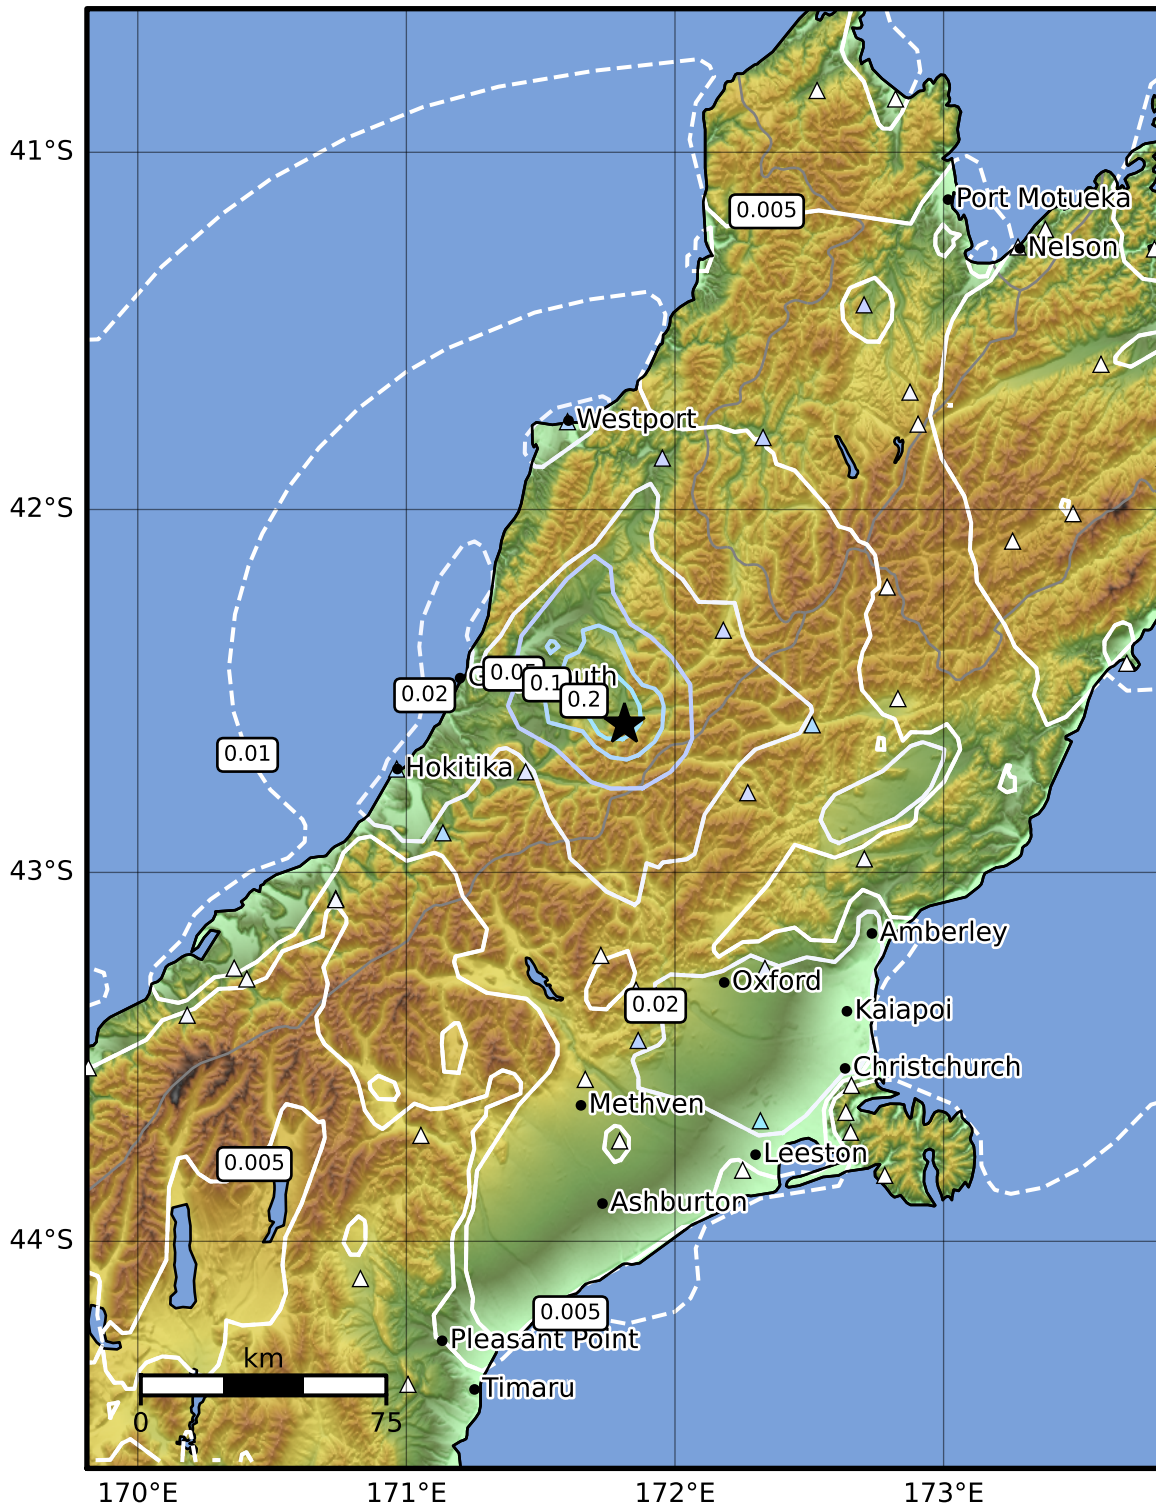 41°S
42°S
43°S
44°S
Port Motueka
0.005
Nelson
Westport
0.1
0.2
0.02
0.01
Hokitika
Amberley
Oxford
0.02
Kaiapoi
Christchurch
Methven
Leeston
0.005
Ashburton
0.005
Pleasant Point
km
0
75
Timaru
170°E
171°E
172°E
173°E